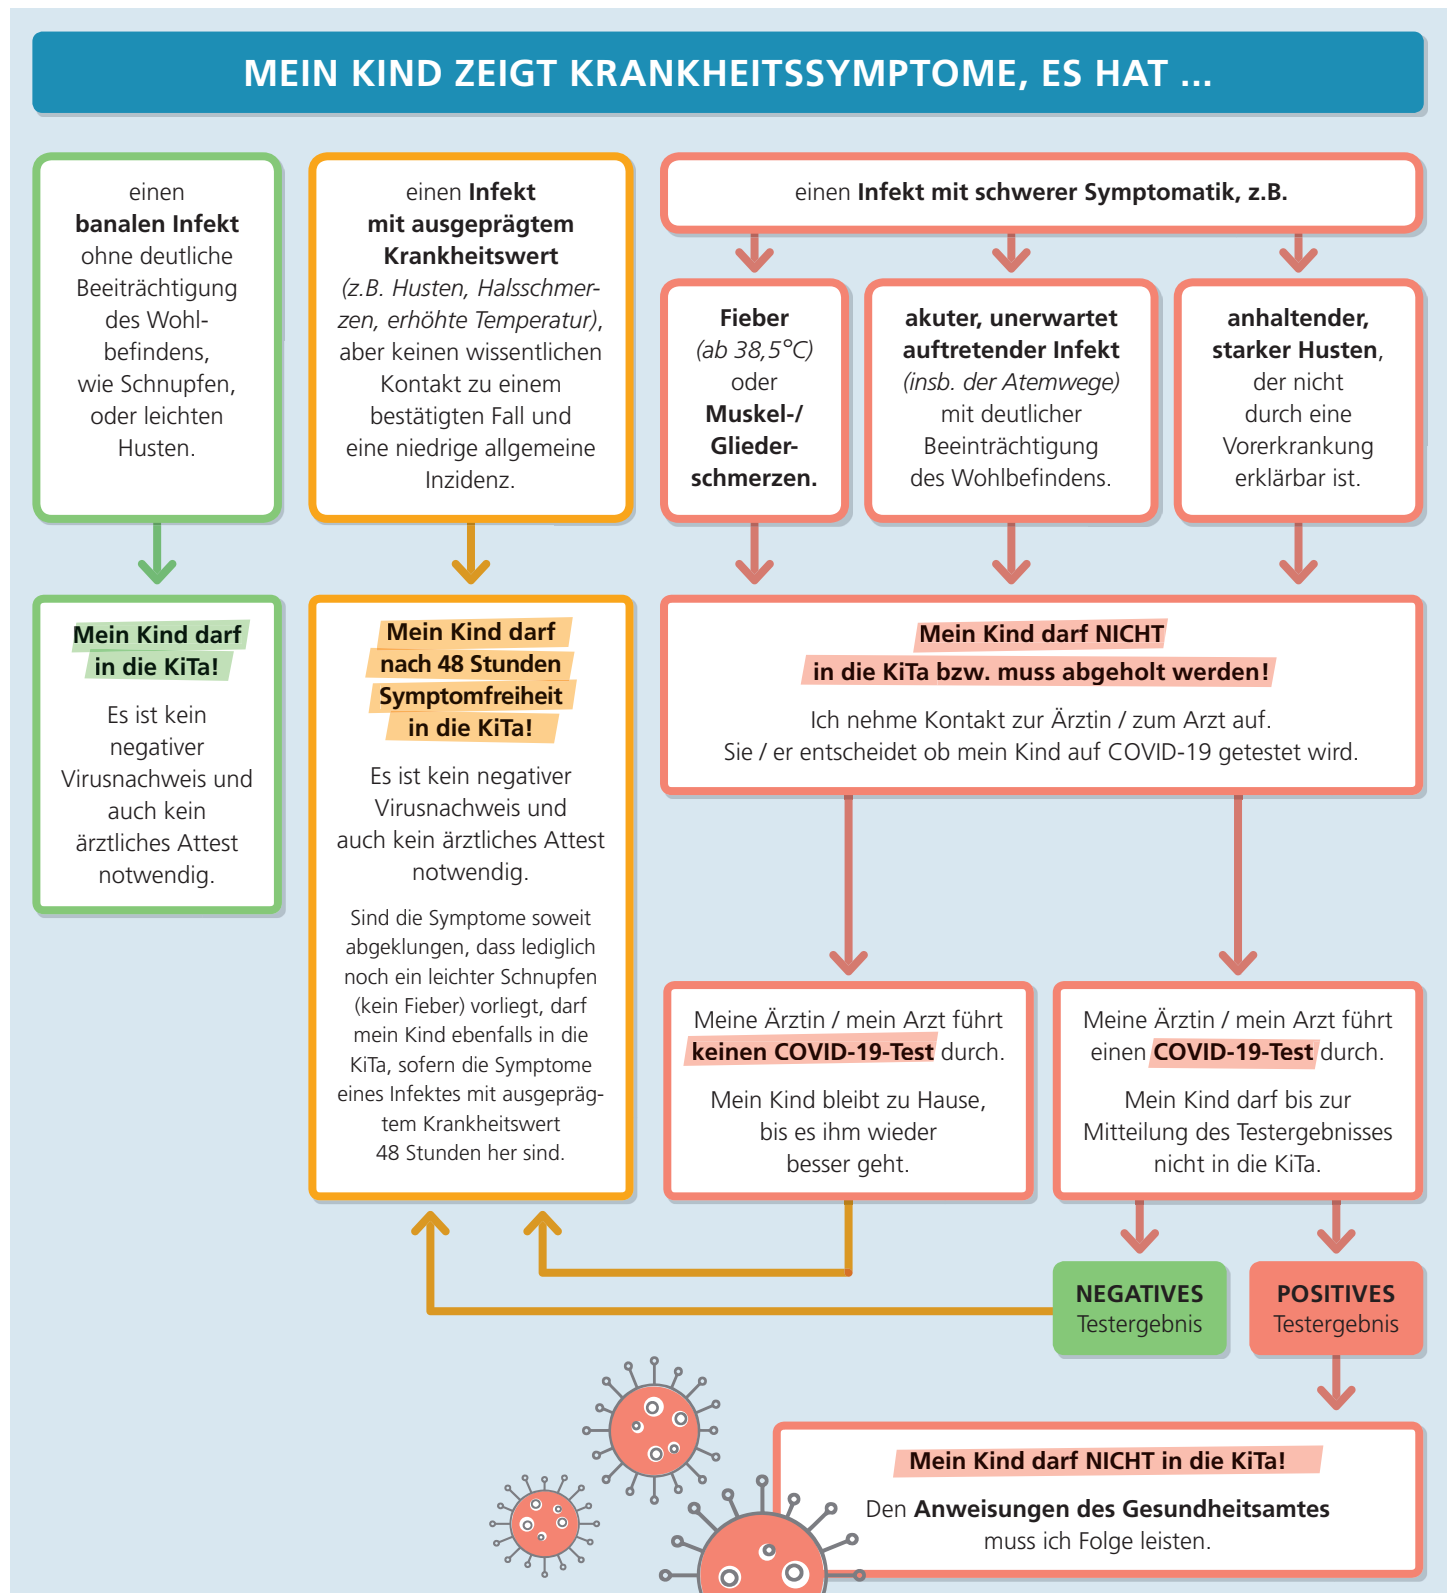 MEIN KIND ZEIGT KRANKHEITSSYMPTOME, ES HAT ...
einen
banalen Infekt
ohne deutliche
Beeiträchtigung
des Wohl-
befindens,
wie Schnupfen,
oder leichten
Husten.
Mein Kind darf
in die KiTa!
Es ist kein
negativer
Virusnachweis und
auch kein
ärztliches Attest
notwendig.
einen Infekt
mit ausgeprägtem
Krankheitswert
(z.B. Husten, Halsschmer-
zen, erhöhte Temperatur),
aber keinen wissentlichen
Kontakt zu einem
bestätigten Fall und
eine niedrige allgemeine
Inzidenz.
Mein Kind darf
nach 48 Stunden
Symptomfreiheit
in die KiTa!
Es ist kein negativer
Virusnachweis und
auch kein ärztliches Attest
notwendig.
Sind die Symptome soweit
abgeklungen, dass lediglich
noch ein leichter Schnupfen
(kein Fieber) vorliegt, darf
mein Kind ebenfalls in die
KiTa, sofern die Symptome
eines Infektes mit ausgepräg-
tem Krankheitswert
48 Stunden her sind.
einen Infekt mit schwerer Symptomatik, z.B.
Fieber
(ab 38,5°C)
oder
Muskel-/
Glieder-
schmerzen.
akuter, unerwartet
auftretender Infekt
(insb. der Atemwege)
mit deutlicher
Beeinträchtigung
des Wohlbefindens.
anhaltender,
starker Husten,
der nicht
durch eine
Vorerkrankung
erklärbar ist.
Mein Kind darf NICHT
in die KiTa bzw. muss abgeholt werden!
Ich nehme Kontakt zur Ärztin / zum Arzt auf.
Sie / er entscheidet ob mein Kind auf COVID-19 getestet wird.
Meine Ärztin / mein Arzt führt
keinen COVID-19-Test durch.
Mein Kind bleibt zu Hause,
bis es ihm wieder
besser geht.
Meine Ärztin / mein Arzt führt
einen COVID-19-Test durch.
Mein Kind darf bis zur
Mitteilung des Testergebnisses
nicht in die KiTa.
NEGATIVES
Testergebnis
POSITIVES
Testergebnis
Mein Kind darf NICHT in die KiTa!
Den Anweisungen des Gesundheitsamtes
muss ich Folge leisten.